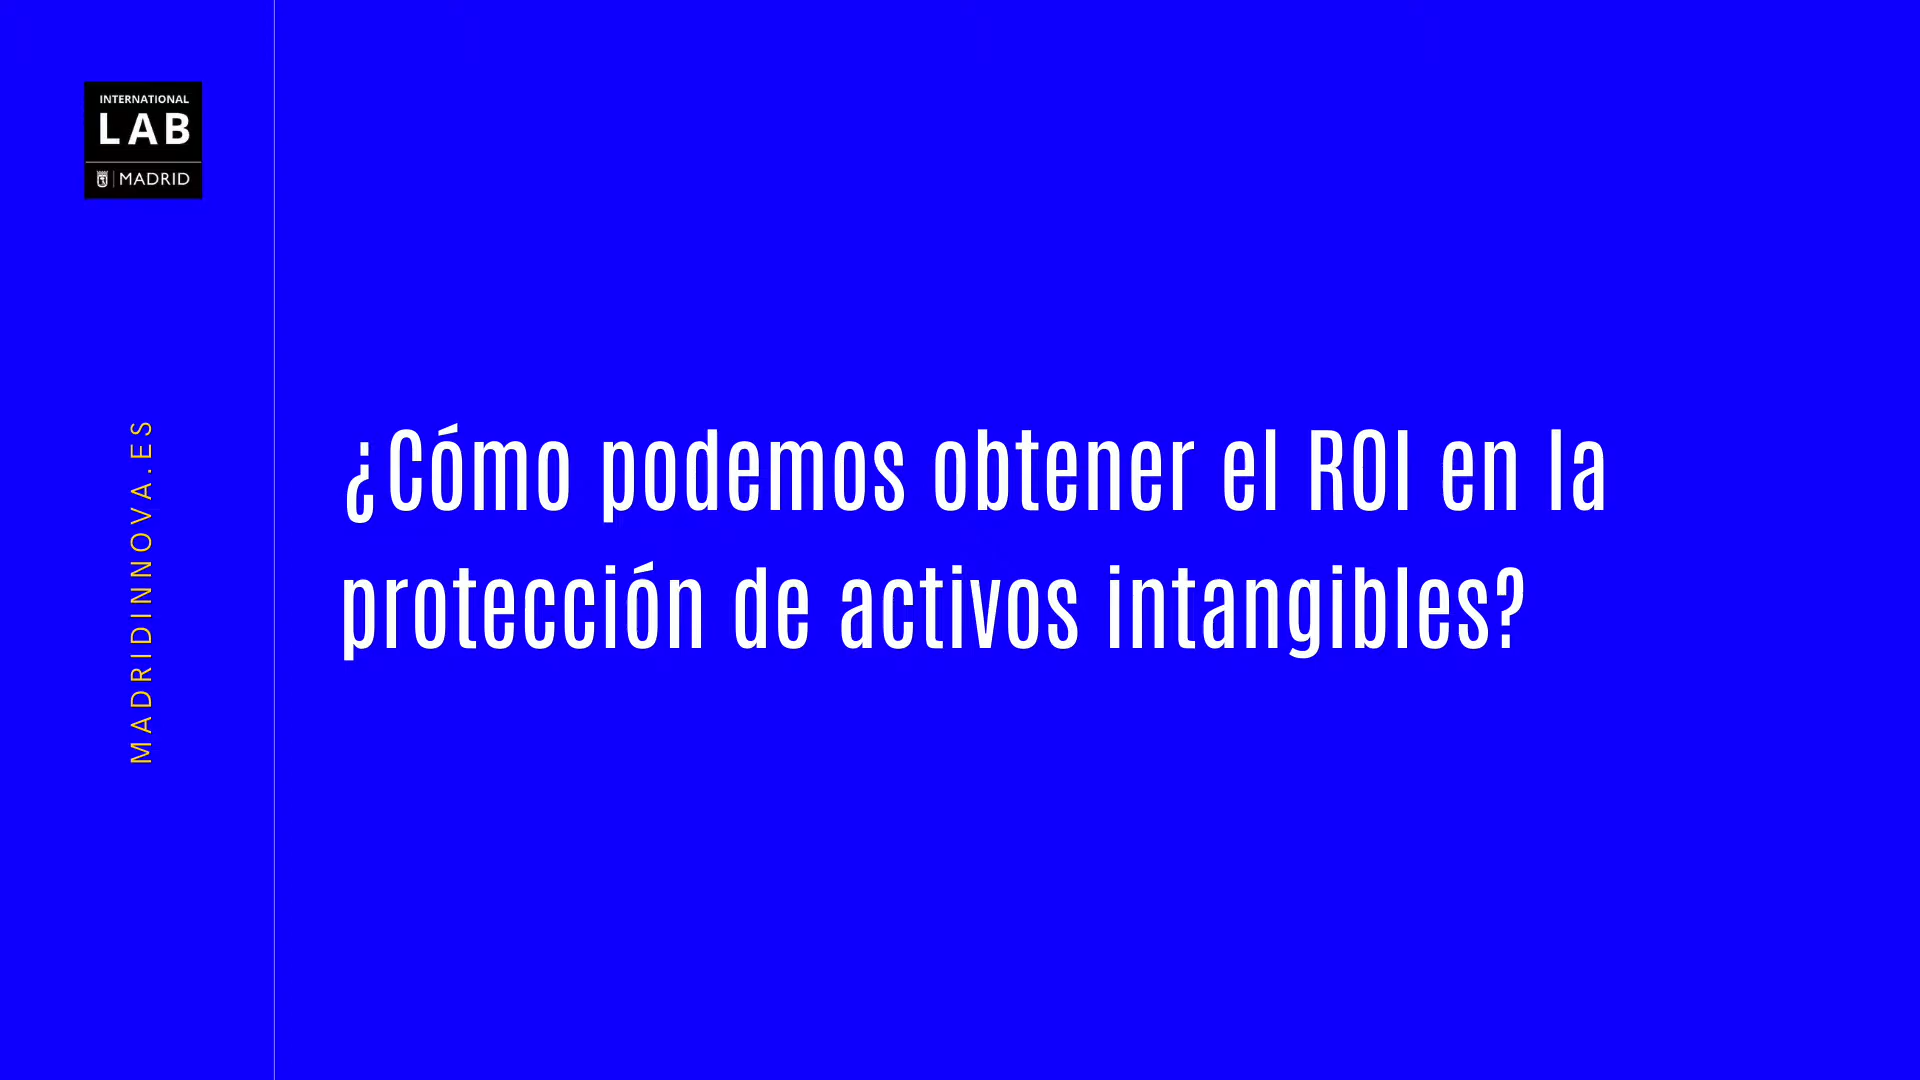 INTERNATIONAL
LAB
MADRID
MADRIDINNOVA.ES
¿Cómo podemos obtener el ROI en la
protección de activos intangibles?